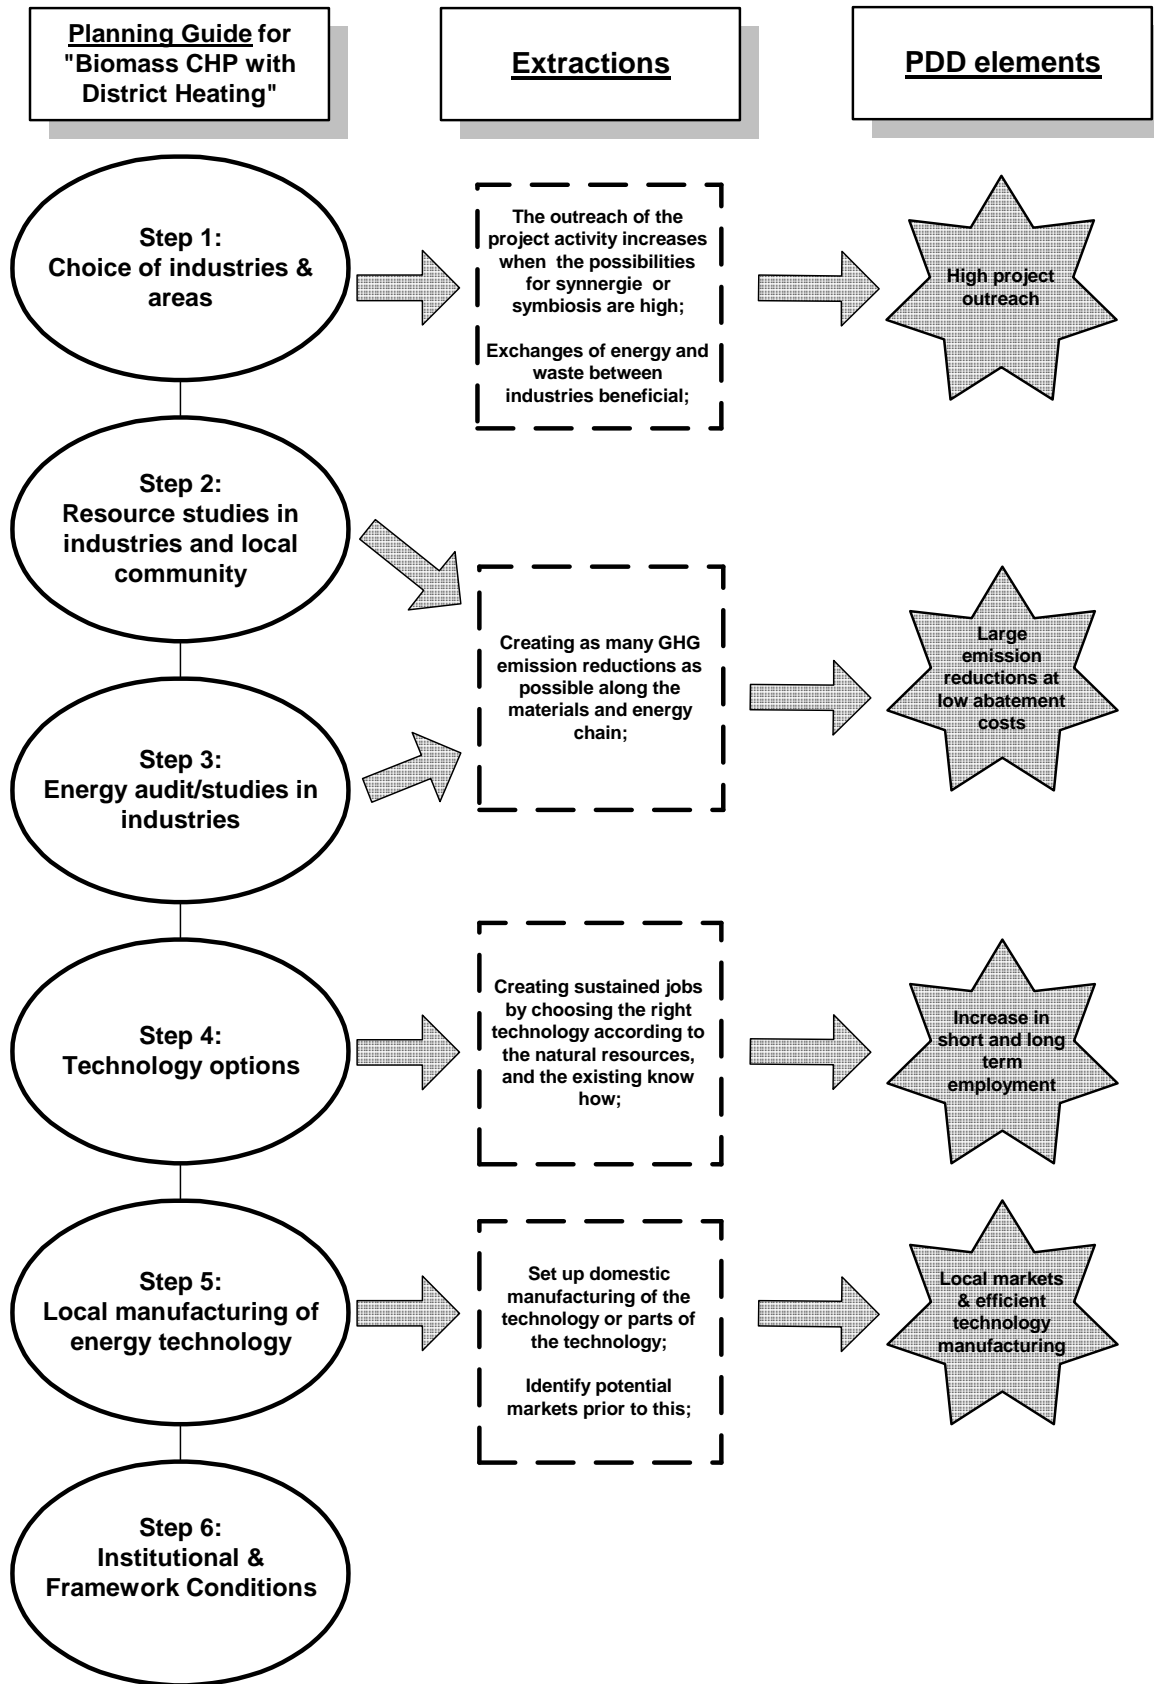 Planning Guide for
"Biomass CHP with
District Heating"
Extractions
PDD elements
Step 1:
Choice of industries &
areas
The outreach of the
project activity increases
when the possibilities
for synnergie or
symbiosis are high;
Exchanges of energy and
waste between
industries beneficial;
High project
outreach
Step 2:
Resource studies in
industries and local
community
Creating as many GHG
emission reductions as
possible along the
materials and energy
chain;
Large
emission
reductions at
low abatement
costs
Step 3:
Energy audit/studies in
industries
Step 4:
Technology options
Creating sustained jobs
by choosing the right
technology according to
the natural resources,
and the existing know
how;
Increase in
short and long
term
employment
Step 5:
Local manufacturing of
energy technology
Set up domestic
manufacturing of the
technology or parts of
the technology;
Identify potential
markets prior to this;
Local markets
& efficient
technology
manufacturing
Step 6:
Institutional &
Framework Conditions